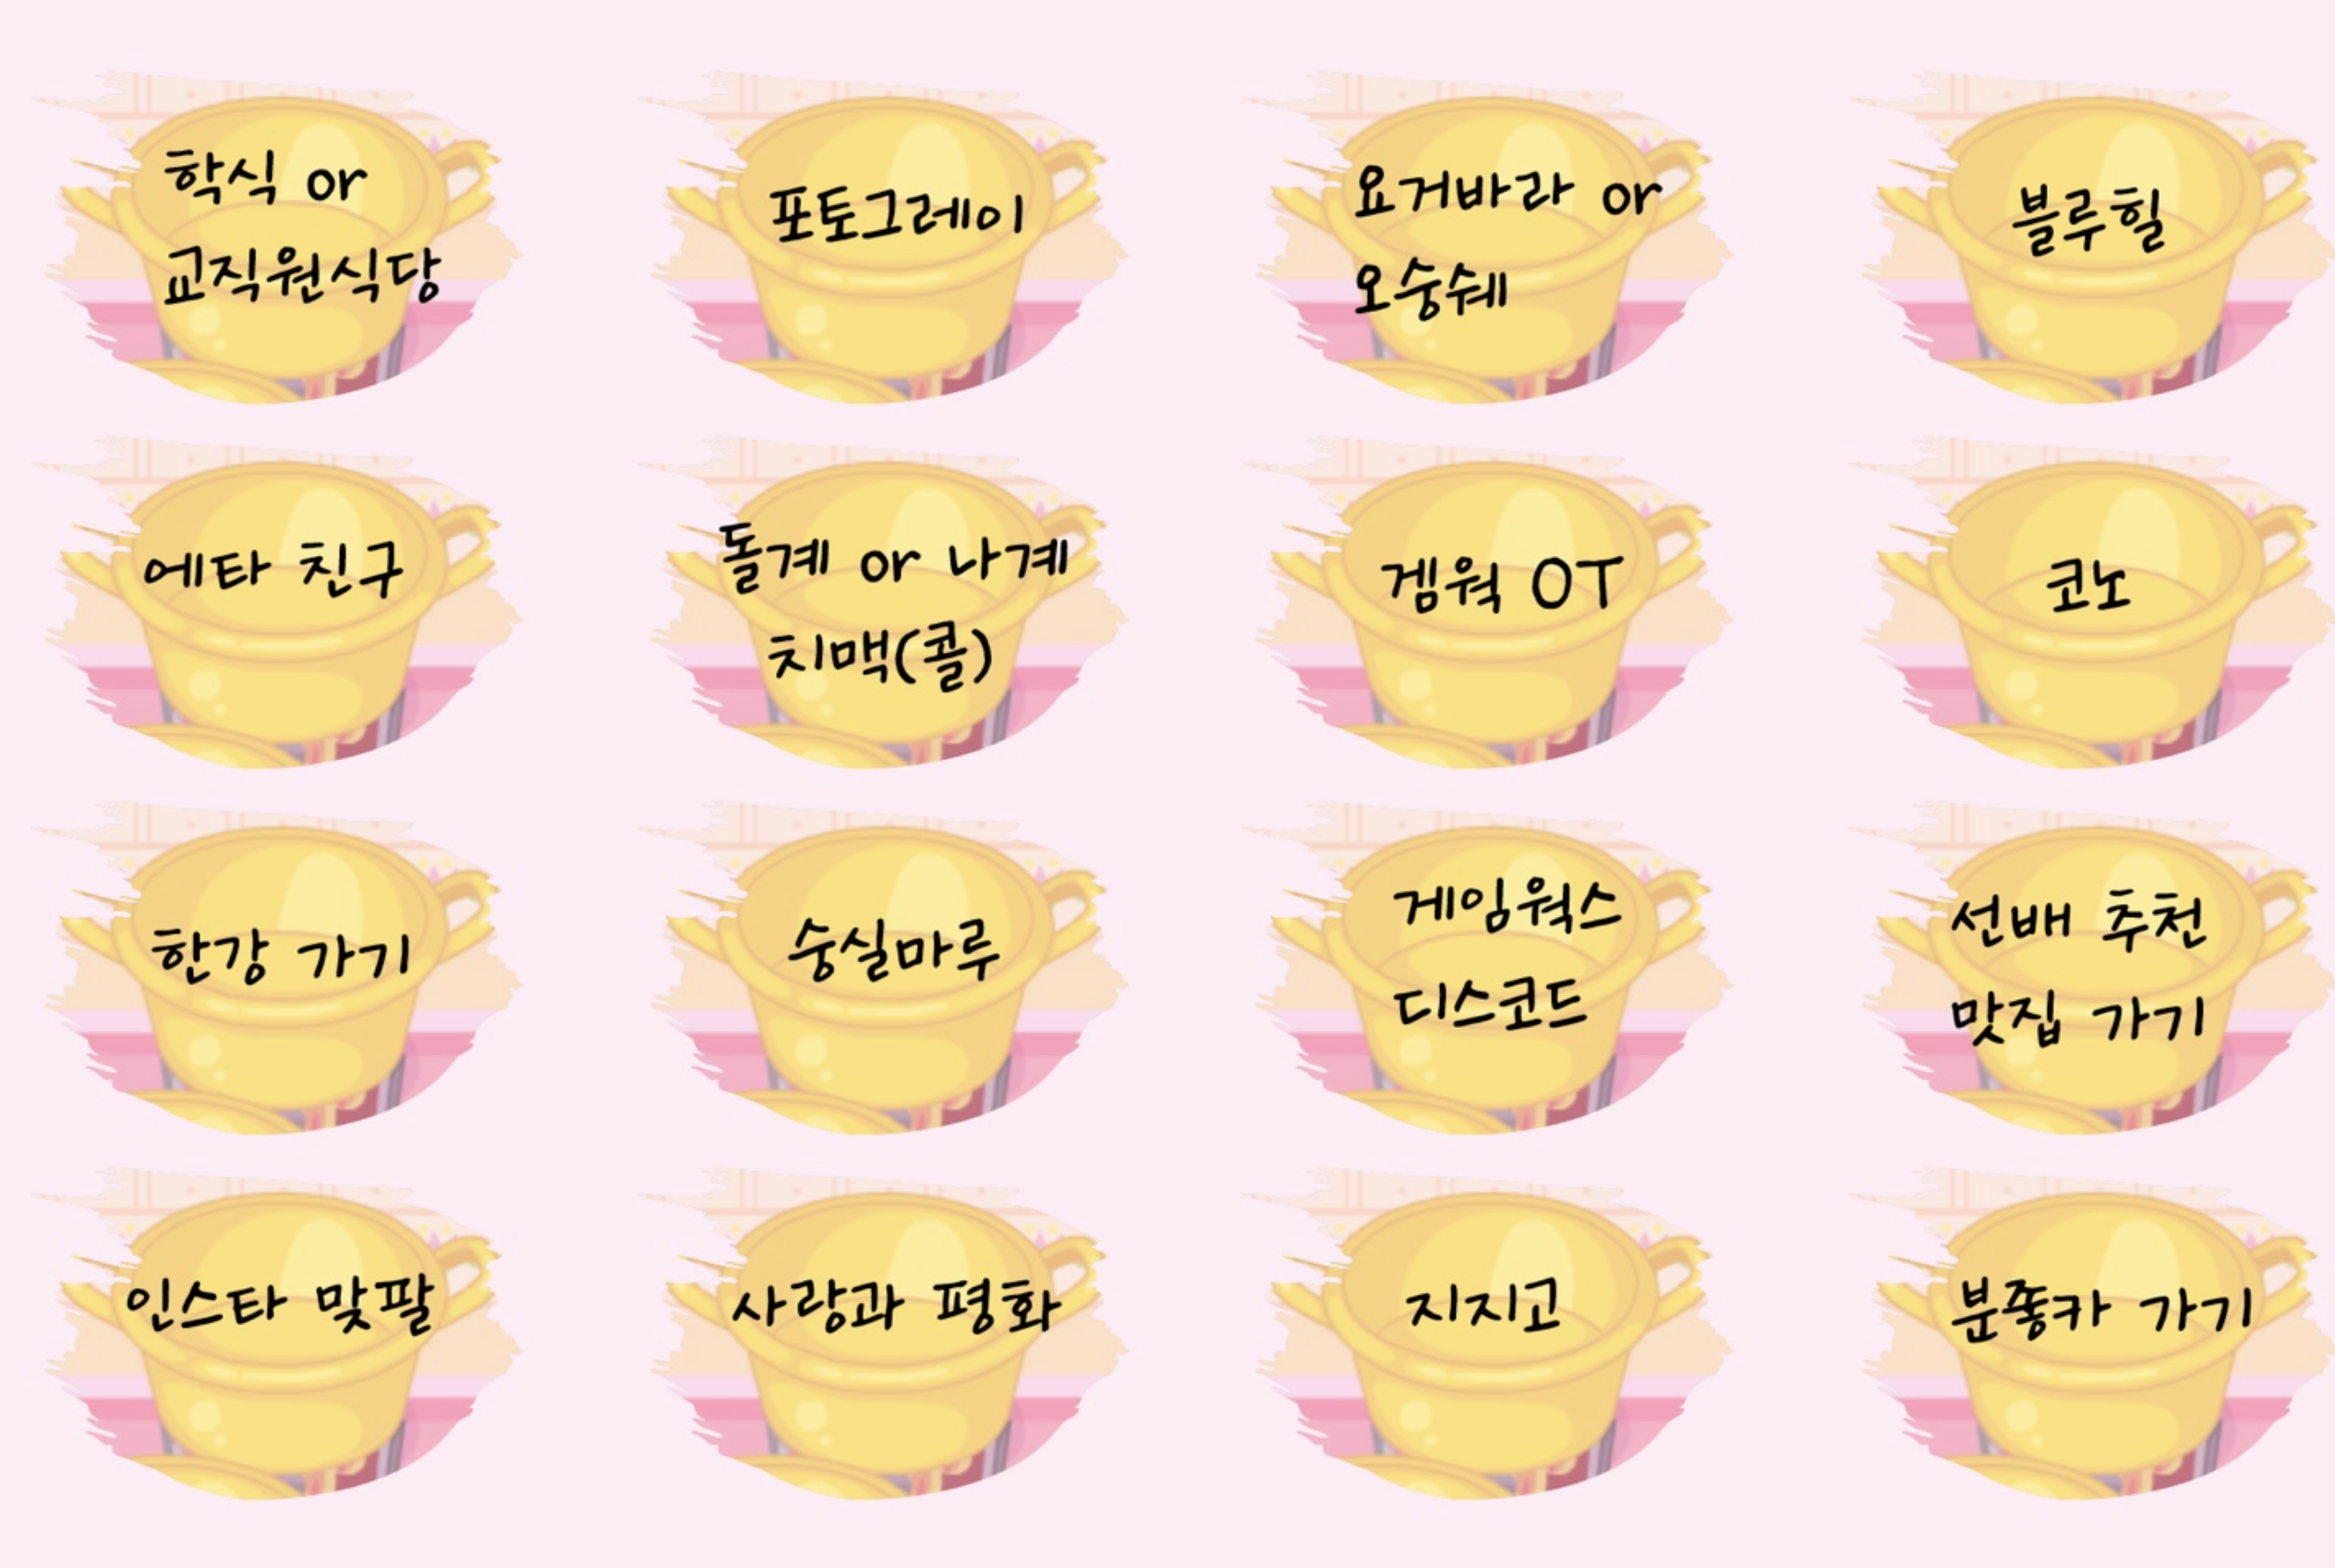 학식 or
교직원식당
포토그레이
요거바라 or
오숭쉐
블루힐
에타 친구
돌계 or 나계
치맥(콜)
겜웍 OT
코노
한강 가기
숭실마루
게임웍스
디스코드
선배 추천
맛집 가기
인스타 맞팔
사랑과 평화
지지고
분좋카 가기